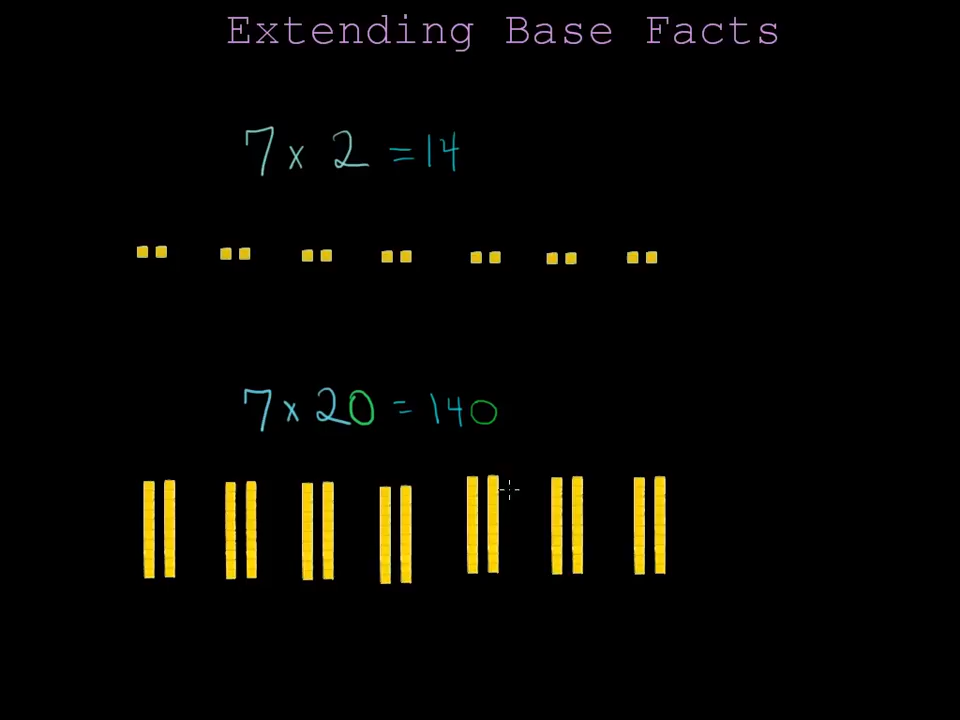 Extending Base Facts
7 x 2 = 14
7 x 20 = 140